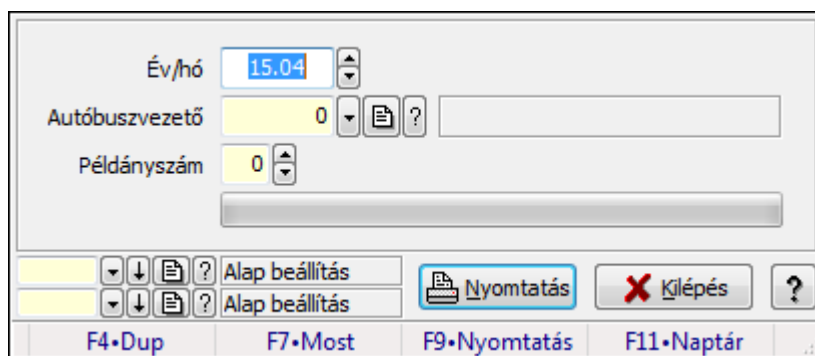 Év/hó 15.04
Autóbuszvezető 0 ?
Példányszám 0
? Alap beállítás
? Alap beállítás
Nyomtatás Kilépés ?
F4•Dup F7•Most F9•Nyomtatás F11•Naptár